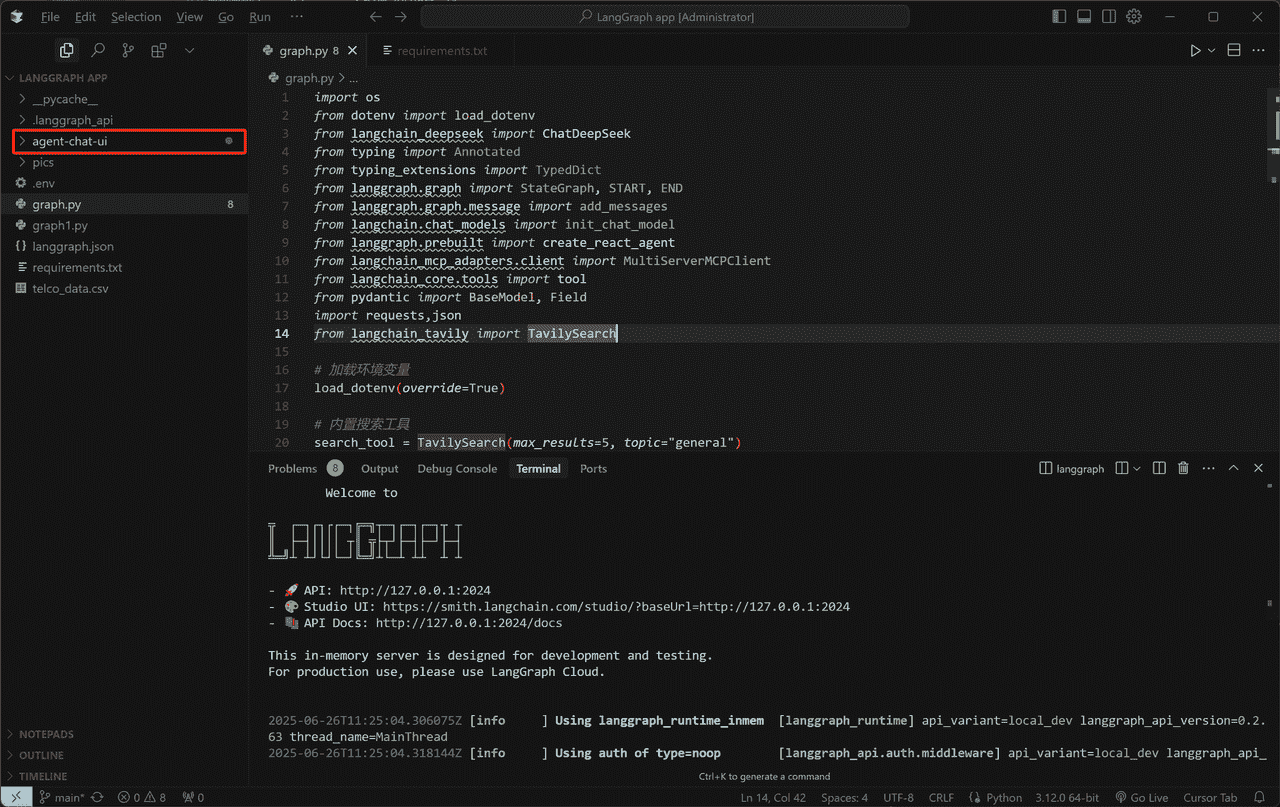 File Edit Selection View Go Run ··· LangGraph app [Administrator]
graph.py 8 requirements.txt
LANGGRAPH APP
__pycache__
.langgraph_api
agent-chat-ui
pics
.env
graph.py 8
graph1.py
langgraph.json
requirements.txt
telco_data.csv
NOTEPADS
OUTLINE
TIMELINE
graph.py > ...
1 import os
2 from dotenv import load_dotenv
3 from langchain_deepseek import ChatDeepSeek
4 from typing import Annotated
5 from typing_extensions import TypedDict
6 from langgraph.graph import StateGraph, START, END
7 from langgraph.graph.message import add_messages
8 from langchain.chat_models import init_chat_model
9 from langgraph.prebuilt import create_react_agent
10 from langchain_mcp_adapters.client import MultiServerMCPClient
11 from langchain_core.tools import tool
12 from pydantic import BaseModel, Field
13 import requests,json
14 from langchain_tavily import TavilySearch
15
16 # 加载环境变量
17 load_dotenv(override=True)
18
19 # 内置搜索工具
20 search_tool = TavilySearch(max_results=5, topic="general")
Problems 8 Output Debug Console Terminal Ports langgraph
Welcome to
LANGGRAPH
- 🚀 API: http://127.0.0.1:2024
- 🎨 Studio UI: https://smith.langchain.com/studio/?baseUrl=http://127.0.0.1:2024
- 📚 API Docs: http://127.0.0.1:2024/docs
This in-memory server is designed for development and testing.
For production use, please use LangGraph Cloud.
2025-06-26T11:25:04.306075Z [info ] Using langgraph_runtime_inmem [langgraph_runtime] api_variant=local_dev langgraph_api_version=0.2.
63 thread_name=MainThread
2025-06-26T11:25:04.318144Z [info ] Using auth of type=noop [langgraph_api.auth.middleware] api_variant=local_dev langgraph_api_
Ctrl+K to generate a command
main* 0 8 0 Ln 14, Col 42 Spaces: 4 UTF-8 CRLF Python 3.12.0 64-bit Go Live Cursor Tab